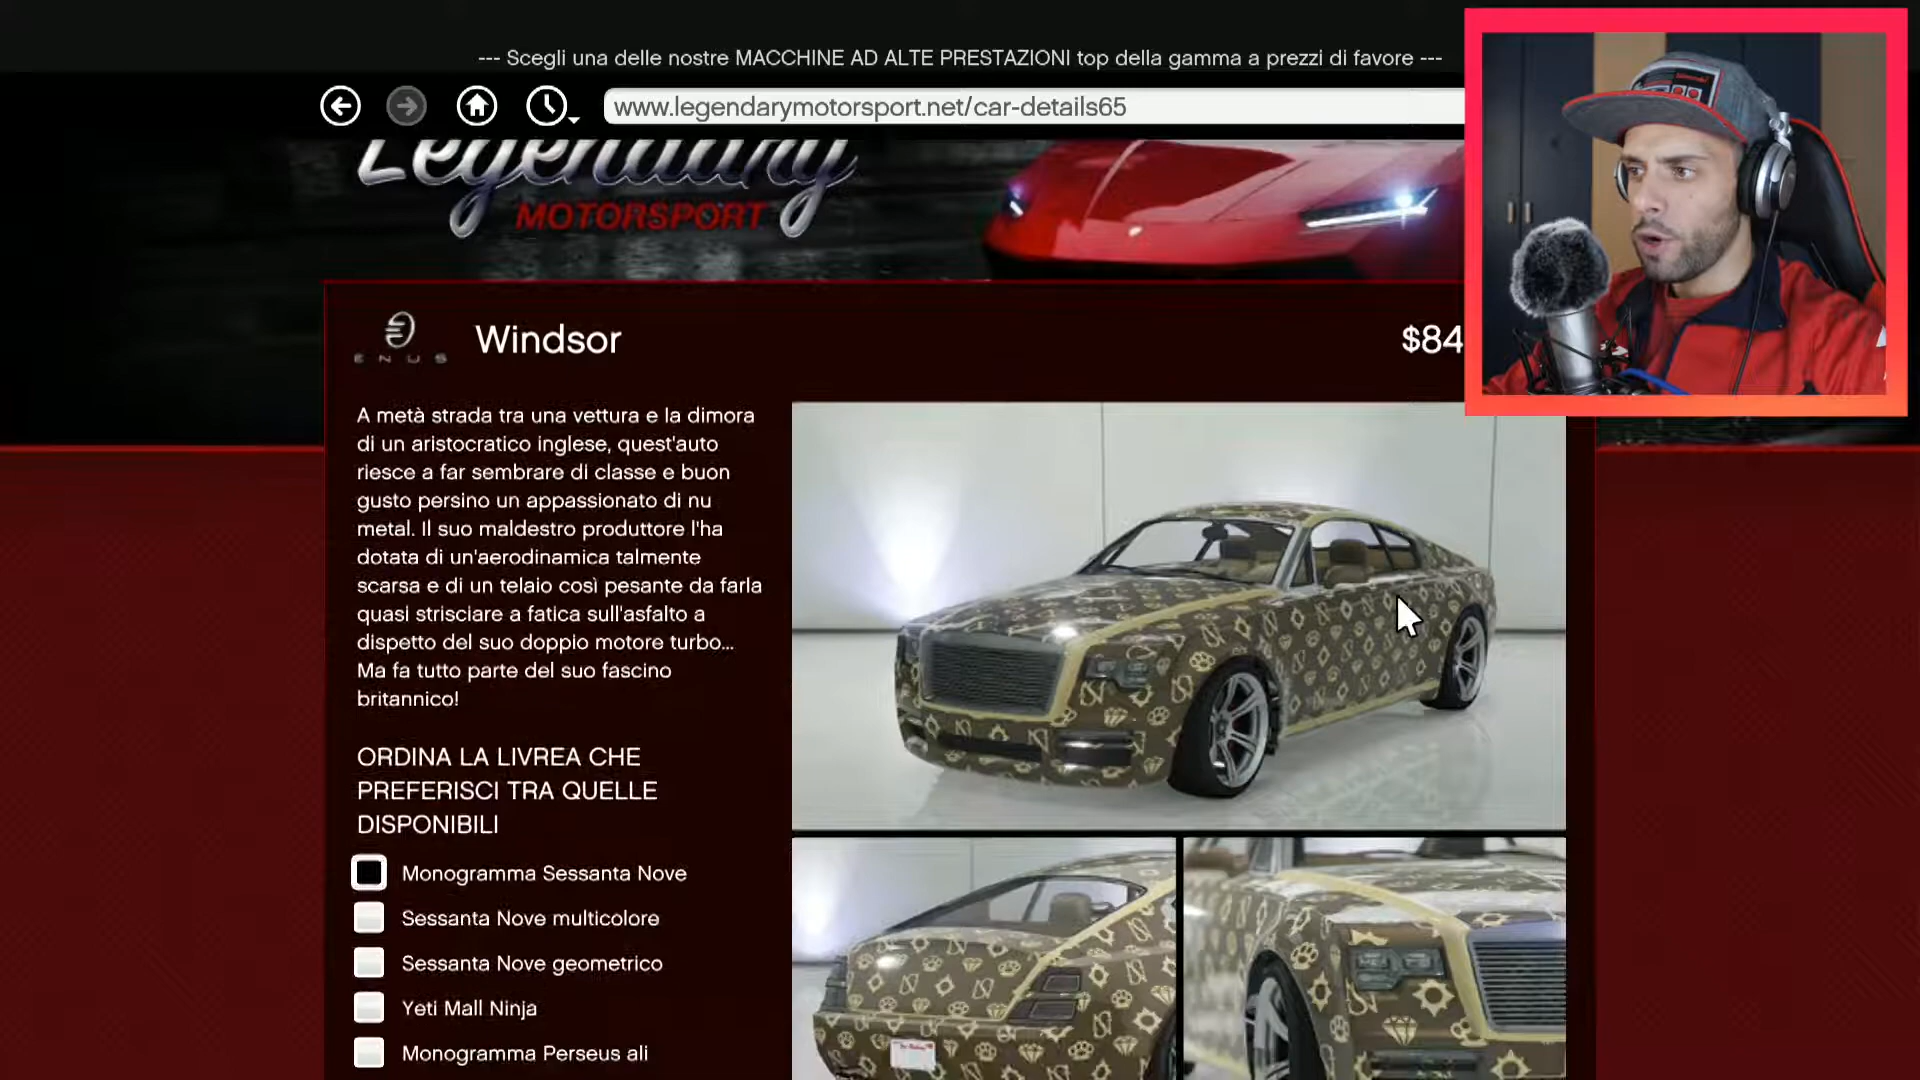 --- Scegli una delle nostre MACCHINE AD ALTE PRESTAZIONI top della gamma a prezzi di favore ---
www.legendarymotorsport.net/car-details65
Legendary
MOTORSPORT
ENUS
Windsor
$84
A metà strada tra una vettura e la dimora
di un aristocratico inglese, quest'auto
riesce a far sembrare di classe e buon
gusto persino un appassionato di nu
metal. Il suo maldestro produttore l'ha
dotata di un'aerodinamica talmente
scarsa e di un telaio così pesante da farla
quasi strisciare a fatica sull'asfalto a
dispetto del suo doppio motore turbo...
Ma fa tutto parte del suo fascino
britannico!
ORDINA LA LIVREA CHE
PREFERISCI TRA QUELLE
DISPONIBILI
Monogramma Sessanta Nove
Sessanta Nove multicolore
Sessanta Nove geometrico
Yeti Mall Ninja
Monogramma Perseus ali